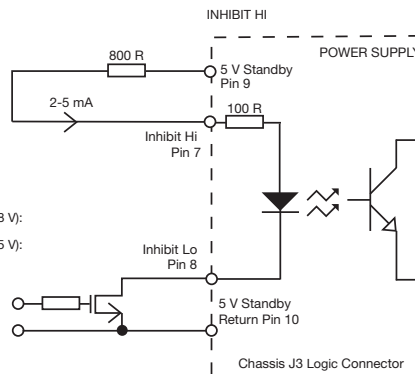 INHIBIT HI
POWER SUPPLY
800 R
5 V Standby
Pin 9
2-5 mA
100 R
Inhibit Hi
Pin 7
V):
5 V):
Inhibit Lo
Pin 8
5 V Standby
Return Pin 10
Chassis J3 Logic Connector